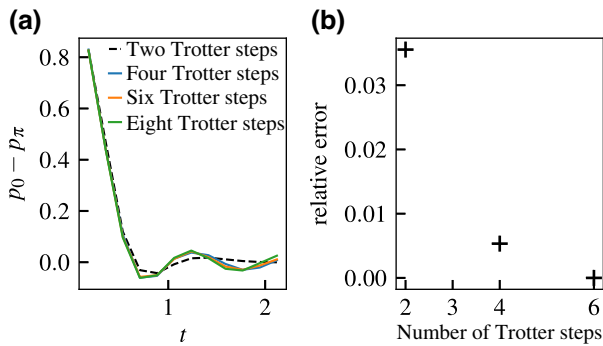 (a)
Two Trotter steps
Four Trotter steps
Six Trotter steps
Eight Trotter steps
0.8
0.6
0.4
0.2
0.0
p₀ − pπ
1
2
t
(b)
0.03
0.02
0.01
0.00
relative error
2
3
4
6
Number of Trotter steps